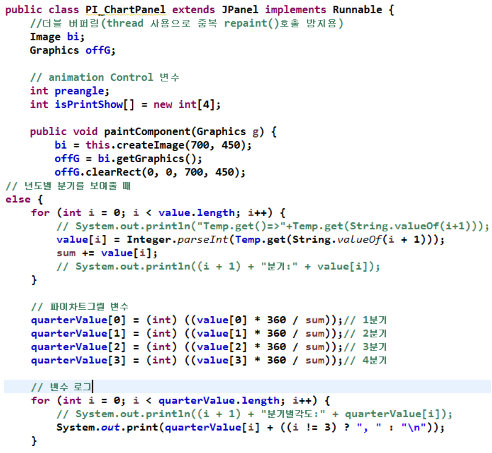 public class PI_ChartPanel extends JPanel implements Runnable {
//더블 버퍼링(thread 사용으로 중복 repaint()호출 방지용)
Image bi;
Graphics offG;
// animation Control 변수
int preangle;
int isPrintShow[] = new int[4];
public void paintComponent(Graphics g) {
bi = this.createImage(700, 450);
offG = bi.getGraphics();
offG.clearRect(0, 0, 700, 450);
// 년도별 분기를 보여줄 때
else {
for (int i = 0; i < value.length; i++) {
// System.out.println("Temp.get()=>"+Temp.get(String.valueOf(i+1)));
value[i] = Integer.parseInt(Temp.get(String.valueOf(i + 1)));
sum += value[i];
// System.out.println((i + 1) + "분기:" + value[i]);
}
// 파이차트그릴 변수
quarterValue[0] = (int) ((value[0] * 360 / sum));// 1분기
quarterValue[1] = (int) ((value[1] * 360 / sum));// 2분기
quarterValue[2] = (int) ((value[2] * 360 / sum));// 3분기
quarterValue[3] = (int) ((value[3] * 360 / sum));// 4분기
// 변수 로그
for (int i = 0; i < quarterValue.length; i++) {
// System.out.println((i + 1) + "분기별각도:" + quarterValue[i]);
System.out.print(quarterValue[i] + ((i != 3) ? ", " : "\n"));
}